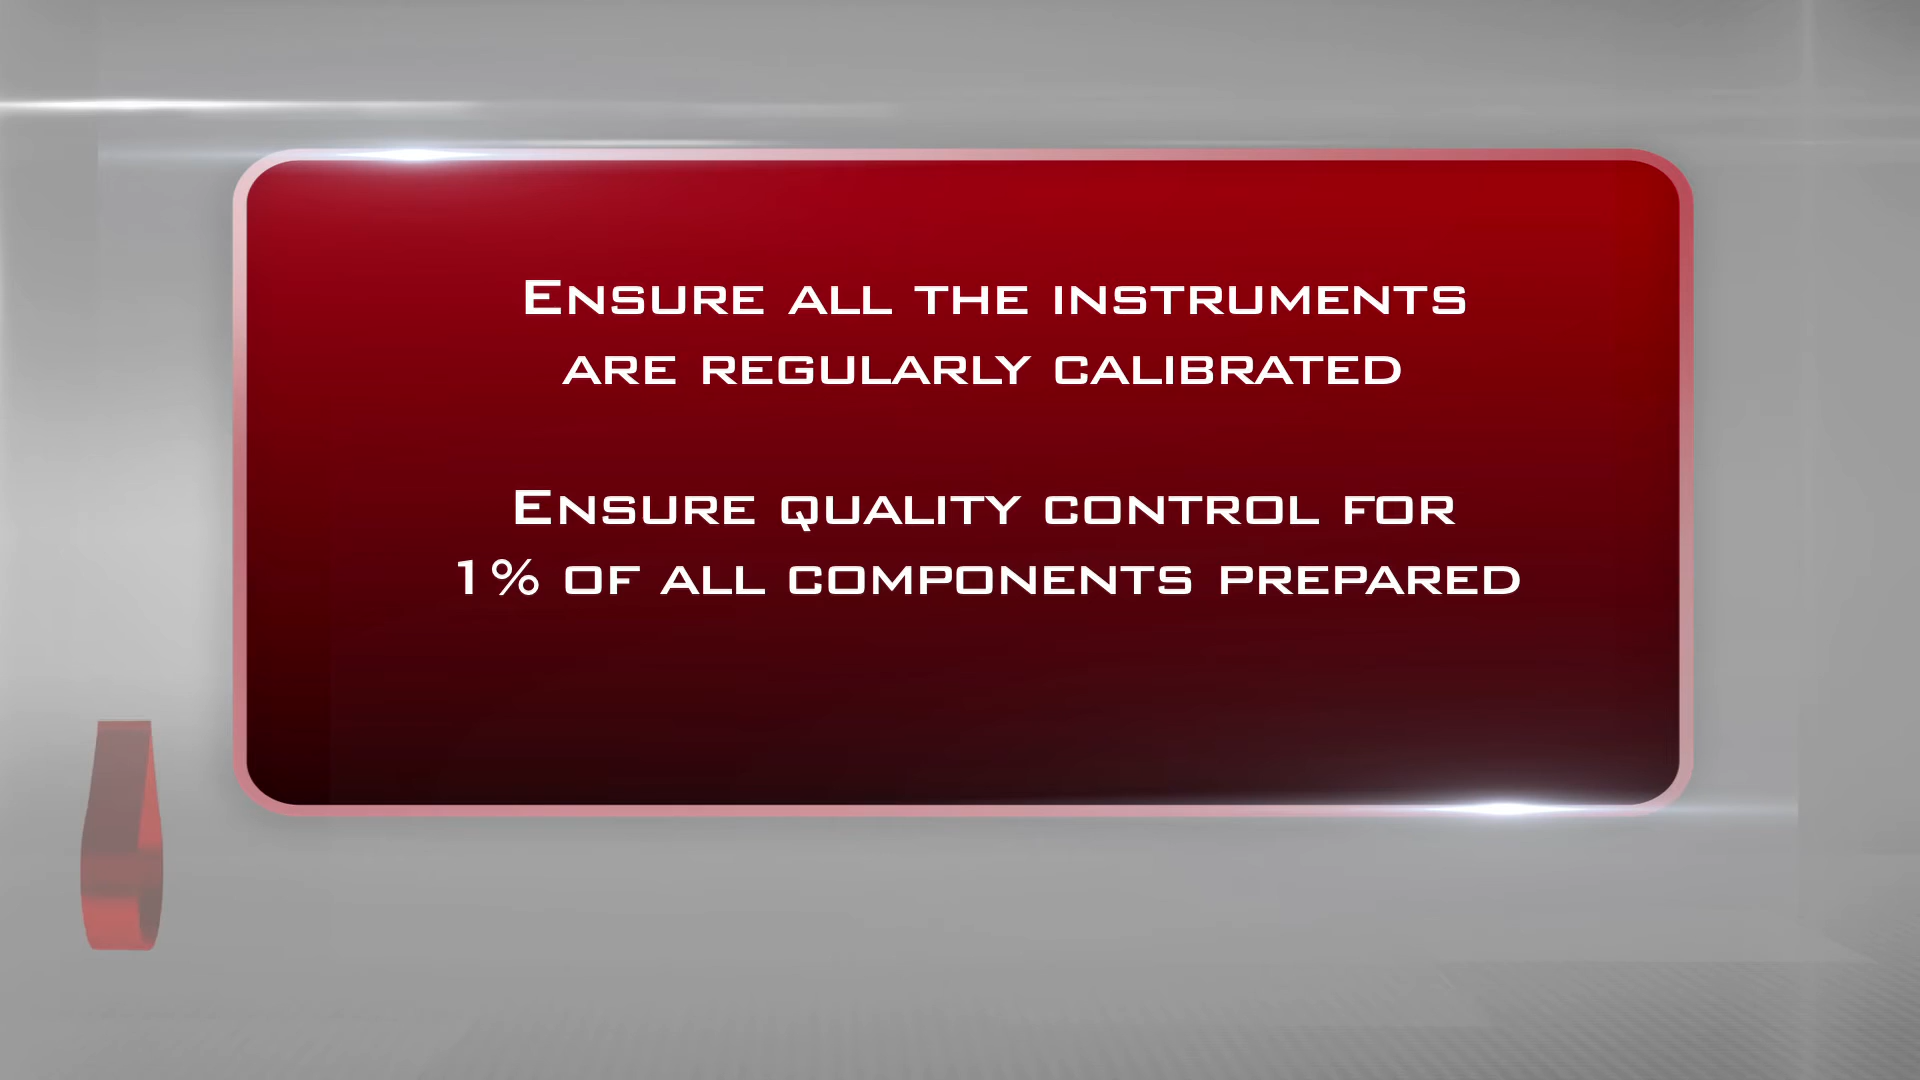 Ensure all the instruments
are regularly calibrated
Ensure quality control for
1% of all components prepared